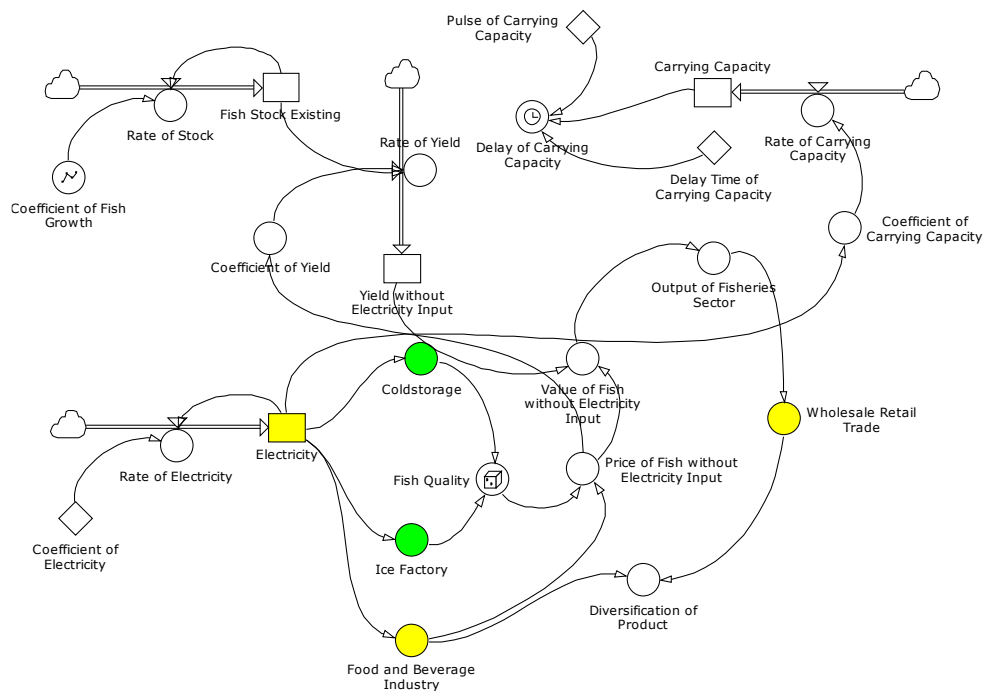 Pulse of Carrying
Capacity
Carrying Capacity
Fish Stock Existing
Rate of Stock
Rate of Yield
Delay of Carrying
Capacity
Rate of Carrying
Capacity
Delay Time of
Carrying Capacity
Coefficient of Fish
Growth
Coefficient of
Carrying Capacity
Coefficient of Yield
Yield without
Electricity Input
Output of Fisheries
Sector
Coldstorage
Value of Fish
without Electricity
Input
Wholesale Retail
Trade
Electricity
Rate of Electricity
Fish Quality
Price of Fish without
Electricity Input
Coefficient of
Electricity
Ice Factory
Diversification of
Product
Food and Beverage
Industry